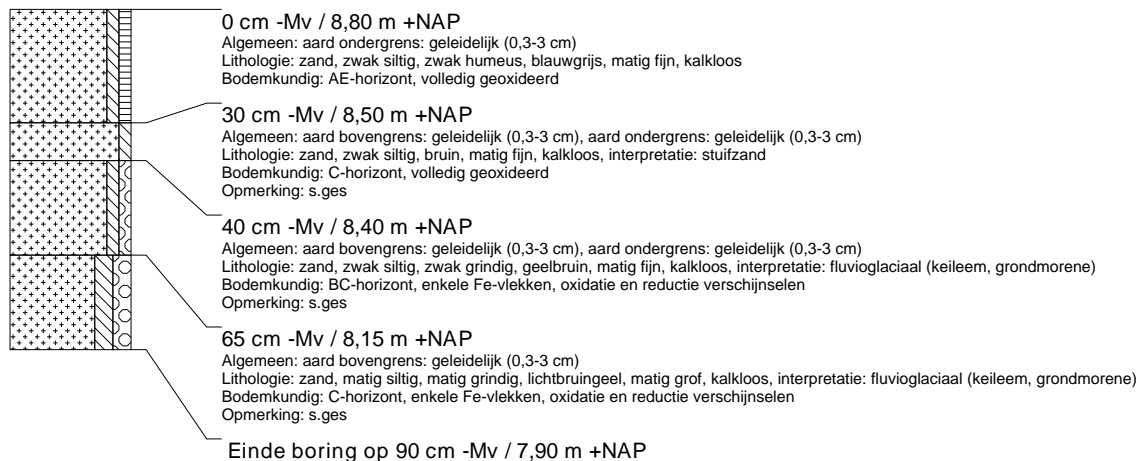 0 cm -Mv / 8,80 m +NAP
Algemeen: aard ondergrens: geleidelijk (0,3-3 cm)
Lithologie: zand, zwak siltig, zwak humeus, blauwgrijs, matig fijn, kalkloos
Bodemkundig: AE-horizont, volledig geoxideerd
30 cm -Mv / 8,50 m +NAP
Algemeen: aard bovengrens: geleidelijk (0,3-3 cm), aard ondergrens: geleidelijk (0,3-3 cm)
Lithologie: zand, zwak siltig, bruin, matig fijn, kalkloos, interpretatie: stuifzand
Bodemkundig: C-horizont, volledig geoxideerd
Opmerking: s.ges
40 cm -Mv / 8,40 m +NAP
Algemeen: aard bovengrens: geleidelijk (0,3-3 cm), aard ondergrens: geleidelijk (0,3-3 cm)
Lithologie: zand, zwak siltig, zwak grindig, geelbruin, matig fijn, kalkloos, interpretatie: fluvioglaciaal (keileem, grondmorene)
Bodemkundig: BC-horizont, enkele Fe-vlekken, oxidatie en reductie verschijnselen
Opmerking: s.ges
65 cm -Mv / 8,15 m +NAP
Algemeen: aard bovengrens: geleidelijk (0,3-3 cm)
Lithologie: zand, matig siltig, matig grindig, lichtbruingeel, matig grof, kalkloos, interpretatie: fluvioglaciaal (keileem, grondmorene)
Bodemkundig: C-horizont, enkele Fe-vlekken, oxidatie en reductie verschijnselen
Opmerking: s.ges
Einde boring op 90 cm -Mv / 7,90 m +NAP